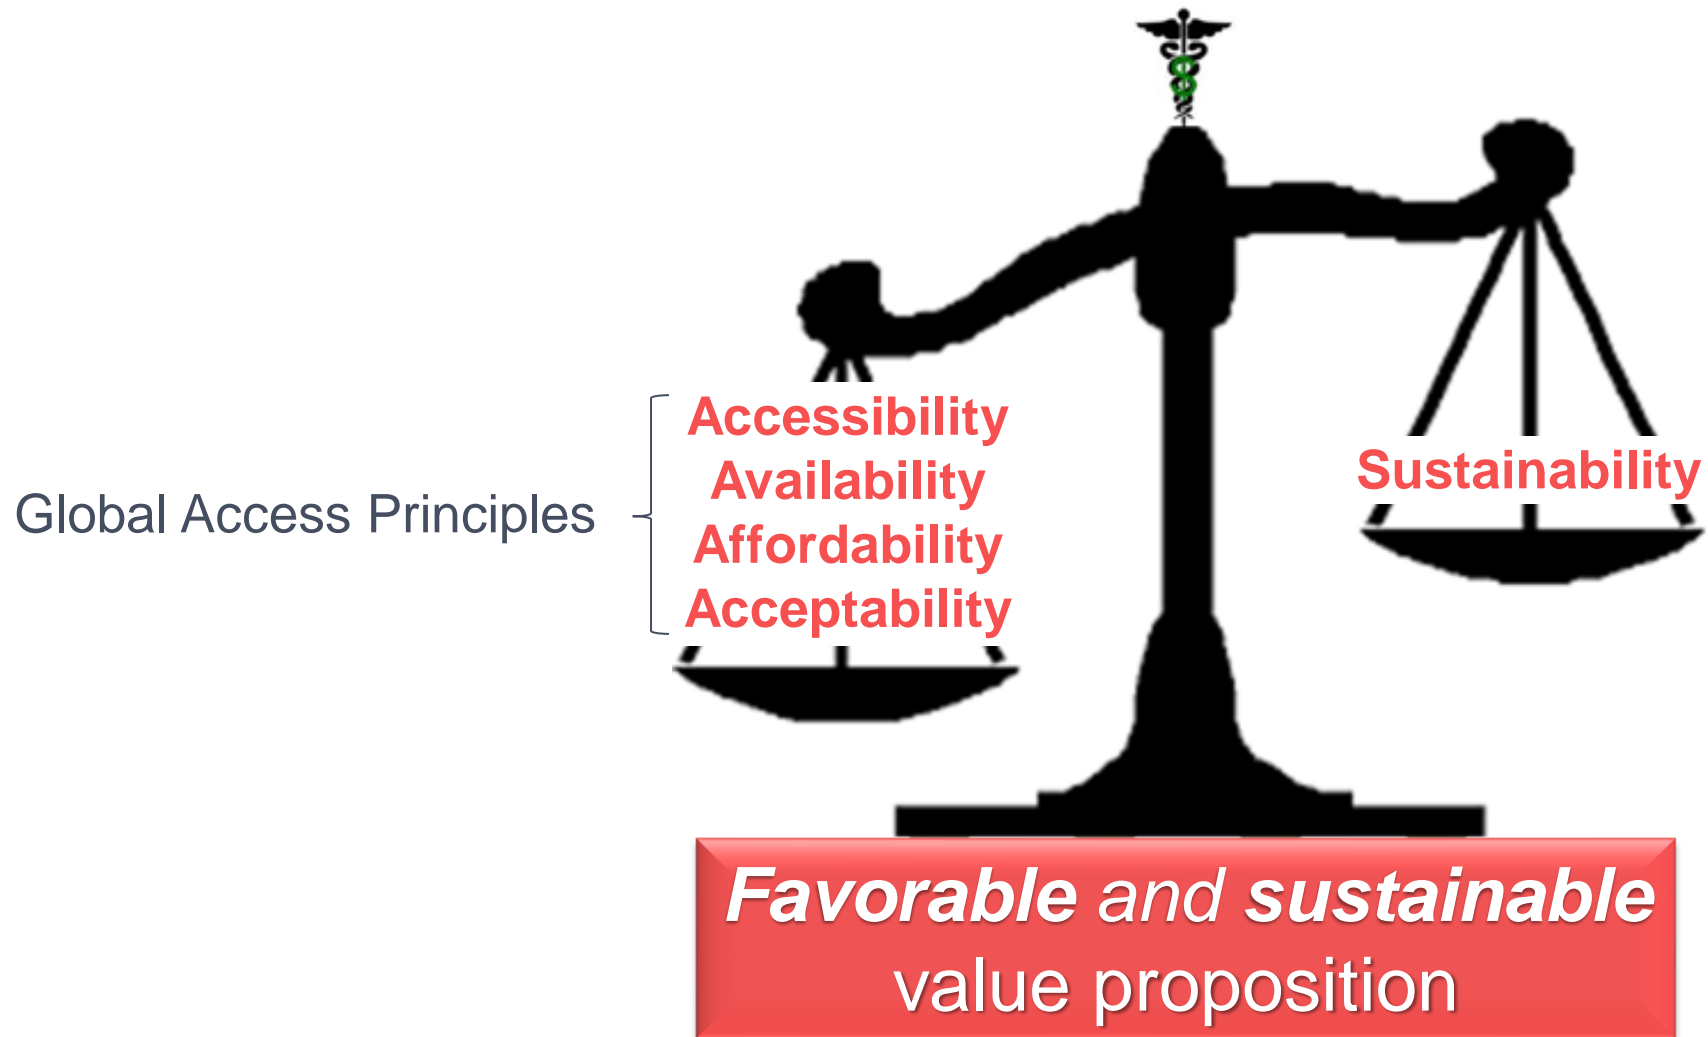 Global Access Principles
Accessibility
Availability
Affordability
Acceptability
Sustainability
Favorable and sustainable
value proposition